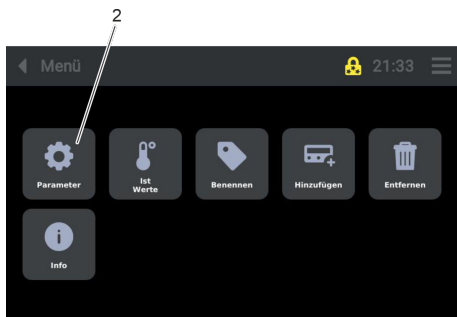 2
Menü
21:33
Parameter
Ist
Werte
Benennen
Hinzufügen
Entfernen
Info